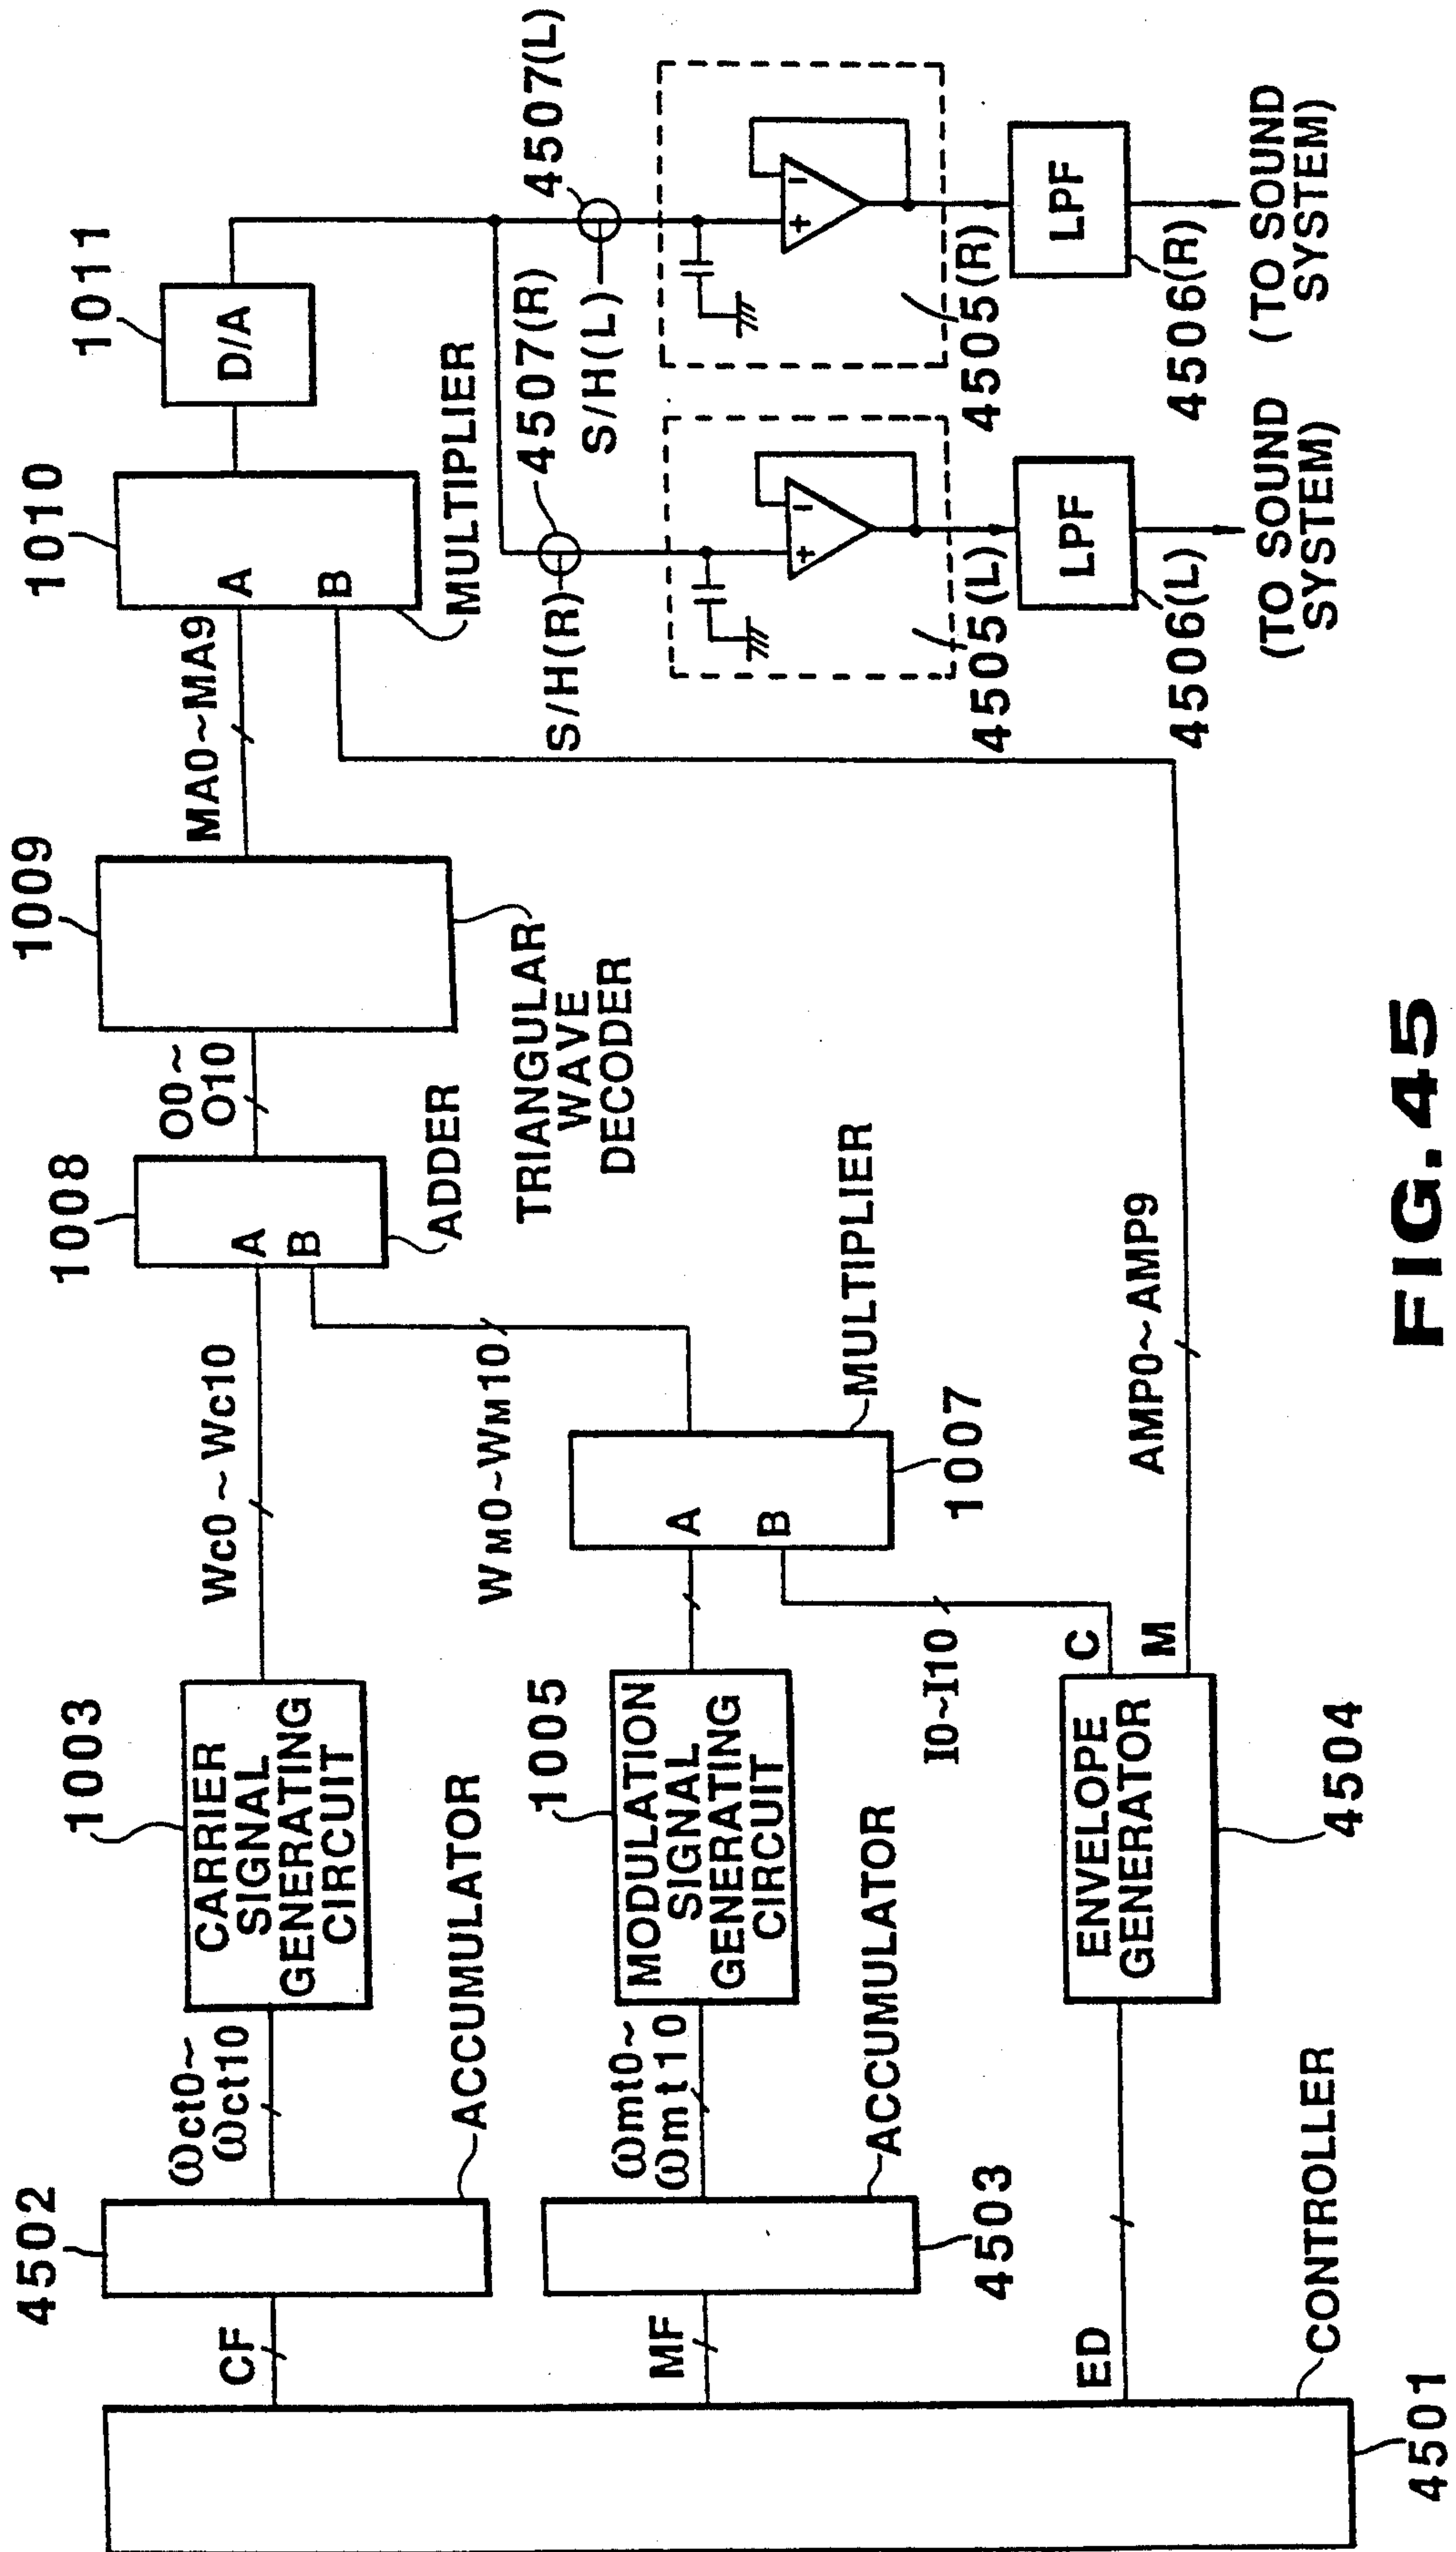 4501
CONTROLLER
CF
MF
ED
4502
ACCUMULATOR
4503
ACCUMULATOR
ωct0~
ωct10
ωmt0~
ωmt10
1003
CARRIER
SIGNAL
GENERATING
CIRCUIT
1005
MODULATION
SIGNAL
GENERATING
CIRCUIT
ENVELOPE
GENERATOR
4504
C
M
I0~I10
Wc0~Wc10
WM0~WM10
A
B
MULTIPLIER
1007
AMP0~AMP9
1008
A
B
ADDER
O0~
O10
1009
TRIANGULAR
WAVE
DECODER
MA0~MA9
1010
A
B
MULTIPLIER
1011
D/A
4507(R)
S/H(R)
4507(L)
S/H(L)
+
-
4505(L)
LPF
4506(L)
(TO SOUND
SYSTEM)
+
-
4505(R)
LPF
4506(R)
(TO SOUND
SYSTEM)
FIG. 45